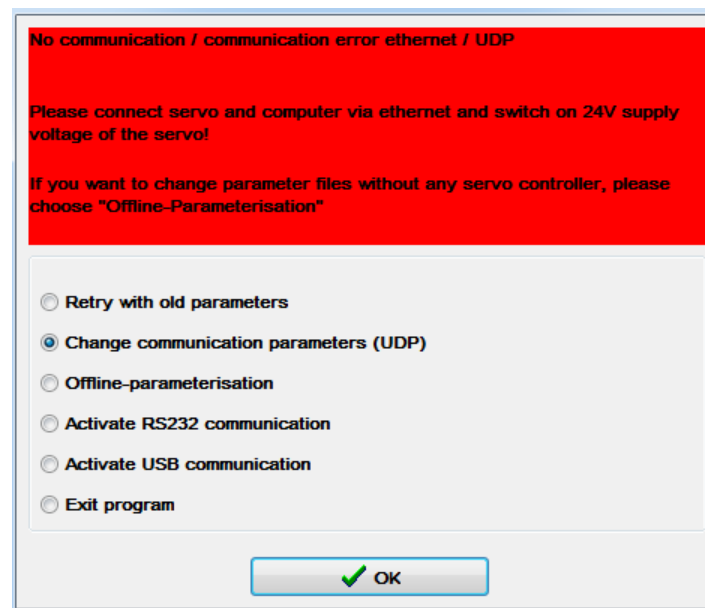 No communication / communication error ethernet / UDP
Please connect servo and computer via ethernet and switch on 24V supply
voltage of the servo!
If you want to change parameter files without any servo controller, please
choose "Offline-Parameterisation"
Retry with old parameters
Change communication parameters (UDP)
Offline-parameterisation
Activate RS232 communication
Activate USB communication
Exit program
OK